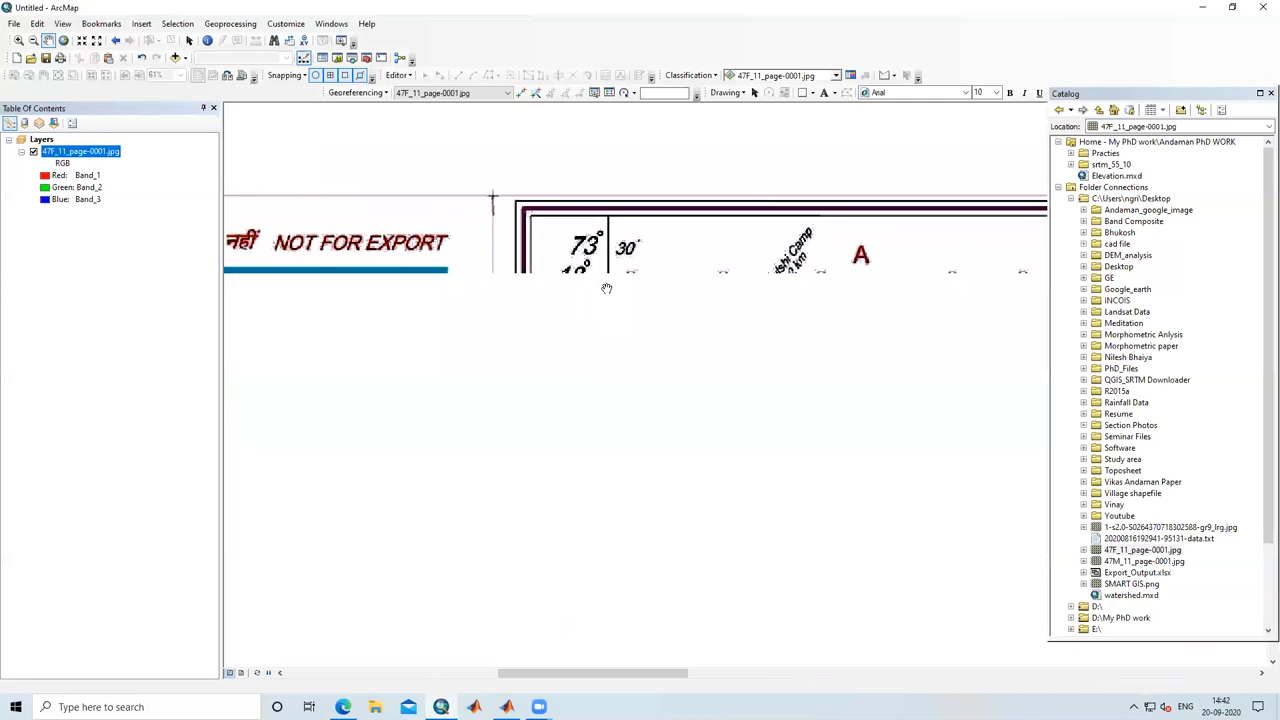 Untitled - ArcMap
File Edit View Bookmarks Insert Selection Geoprocessing Customize Windows Help
61%
Snapping Editor Classification 47F_11_page-0001.jpg
Georeferencing 47F_11_page-0001.jpg Drawing A Arial 10 B I U
Table Of Contents
Layers
47F_11_page-0001.jpg
RGB
Red: Band_1
Green: Band_2
Blue: Band_3
नहीं NOT FOR EXPORT
73° 30'
A
Catalog
Location: 47F_11_page-0001.jpg
Home - My PhD work\Andaman PhD WORK
Practies
srtm_55_10
Elevation.mxd
Folder Connections
C:\Users\ngri\Desktop
Andaman_google_image
Band Composite
Bhukosh
cad file
DEM_analysis
Desktop
GE
Google_earth
INCOIS
Landsat Data
Meditation
Morphometric Anlysis
Morphometric paper
Nilesh Bhaiya
PhD_Files
QGIS_SRTM Downloader
R2015a
Rainfall Data
Resume
Section Photos
Seminar Files
Software
Study area
Toposheet
Vikas Andaman Paper
Village shapefile
Vinay
Youtube
1-s2.0-S0264370718302588-gr9_lrg.jpg
20200816192941-95131-data.txt
47F_11_page-0001.jpg
47M_11_page-0001.jpg
Export_Output.xlsx
SMART GIS.png
watershed.mxd
D:\
D:\My PhD work
E:\
Type here to search
ENG
14:42
20-09-2020